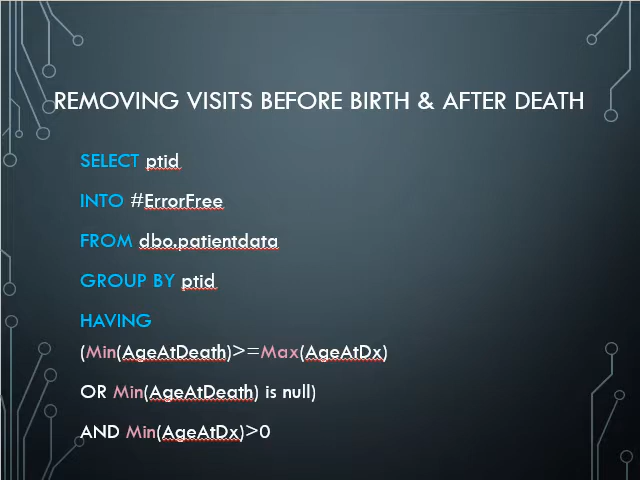 REMOVING VISITS BEFORE BIRTH & AFTER DEATH
SELECT ptid
INTO #ErrorFree
FROM dbo.patientdata
GROUP BY ptid
HAVING
(Min(AgeAtDeath)>=Max(AgeAtDx)
OR Min(AgeAtDeath) is null)
AND Min(AgeAtDx)>0